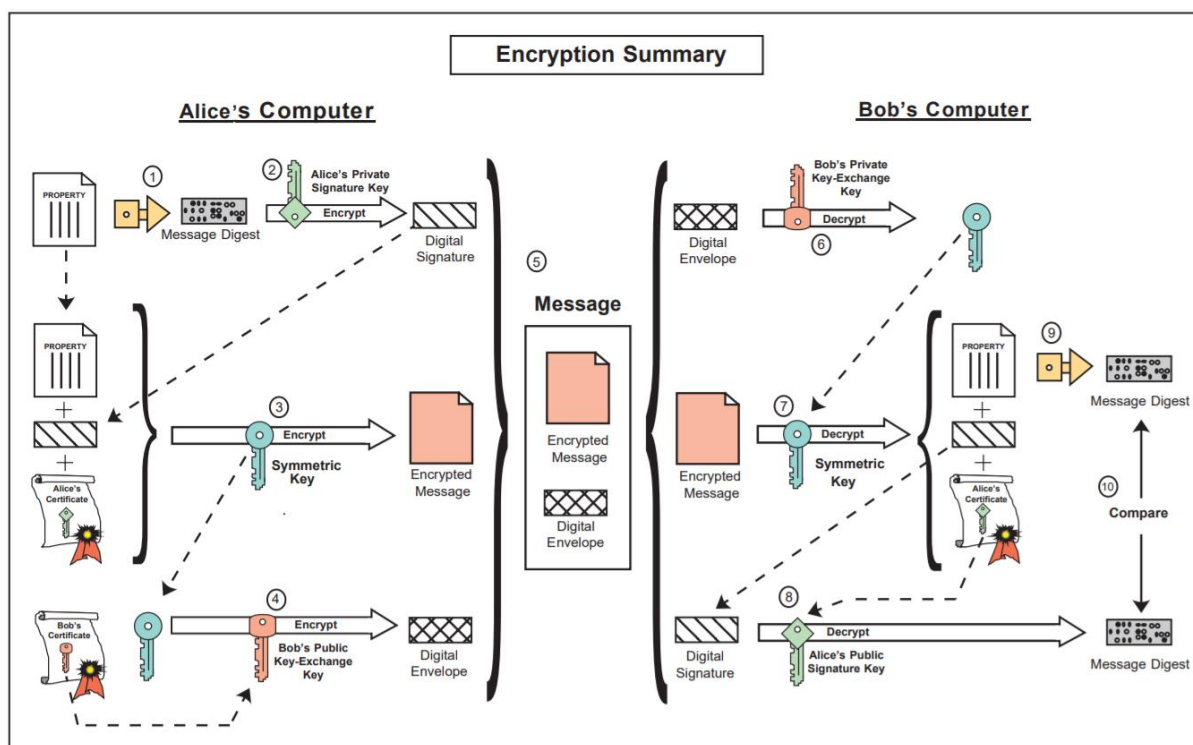 Encryption Summary
Alice's Computer
Bob's Computer
PROPERTY
1
Message Digest
2
Alice's Private
Signature Key
Encrypt
Digital
Signature
PROPERTY
+
+
Alice's
Certificate
3
Encrypt
Symmetric
Key
Encrypted
Message
Bob's
Certificate
4
Encrypt
Bob's Public
Key-Exchange
Key
Digital
Envelope
5
Message
Encrypted
Message
Digital
Envelope
Digital
Envelope
Bob's Private
Key-Exchange
Key
Decrypt
6
Encrypted
Message
7
Decrypt
Symmetric
Key
PROPERTY
+
+
Alice's
Certificate
9
Message Digest
10
Compare
Digital
Signature
8
Decrypt
Alice's Public
Signature Key
Message Digest